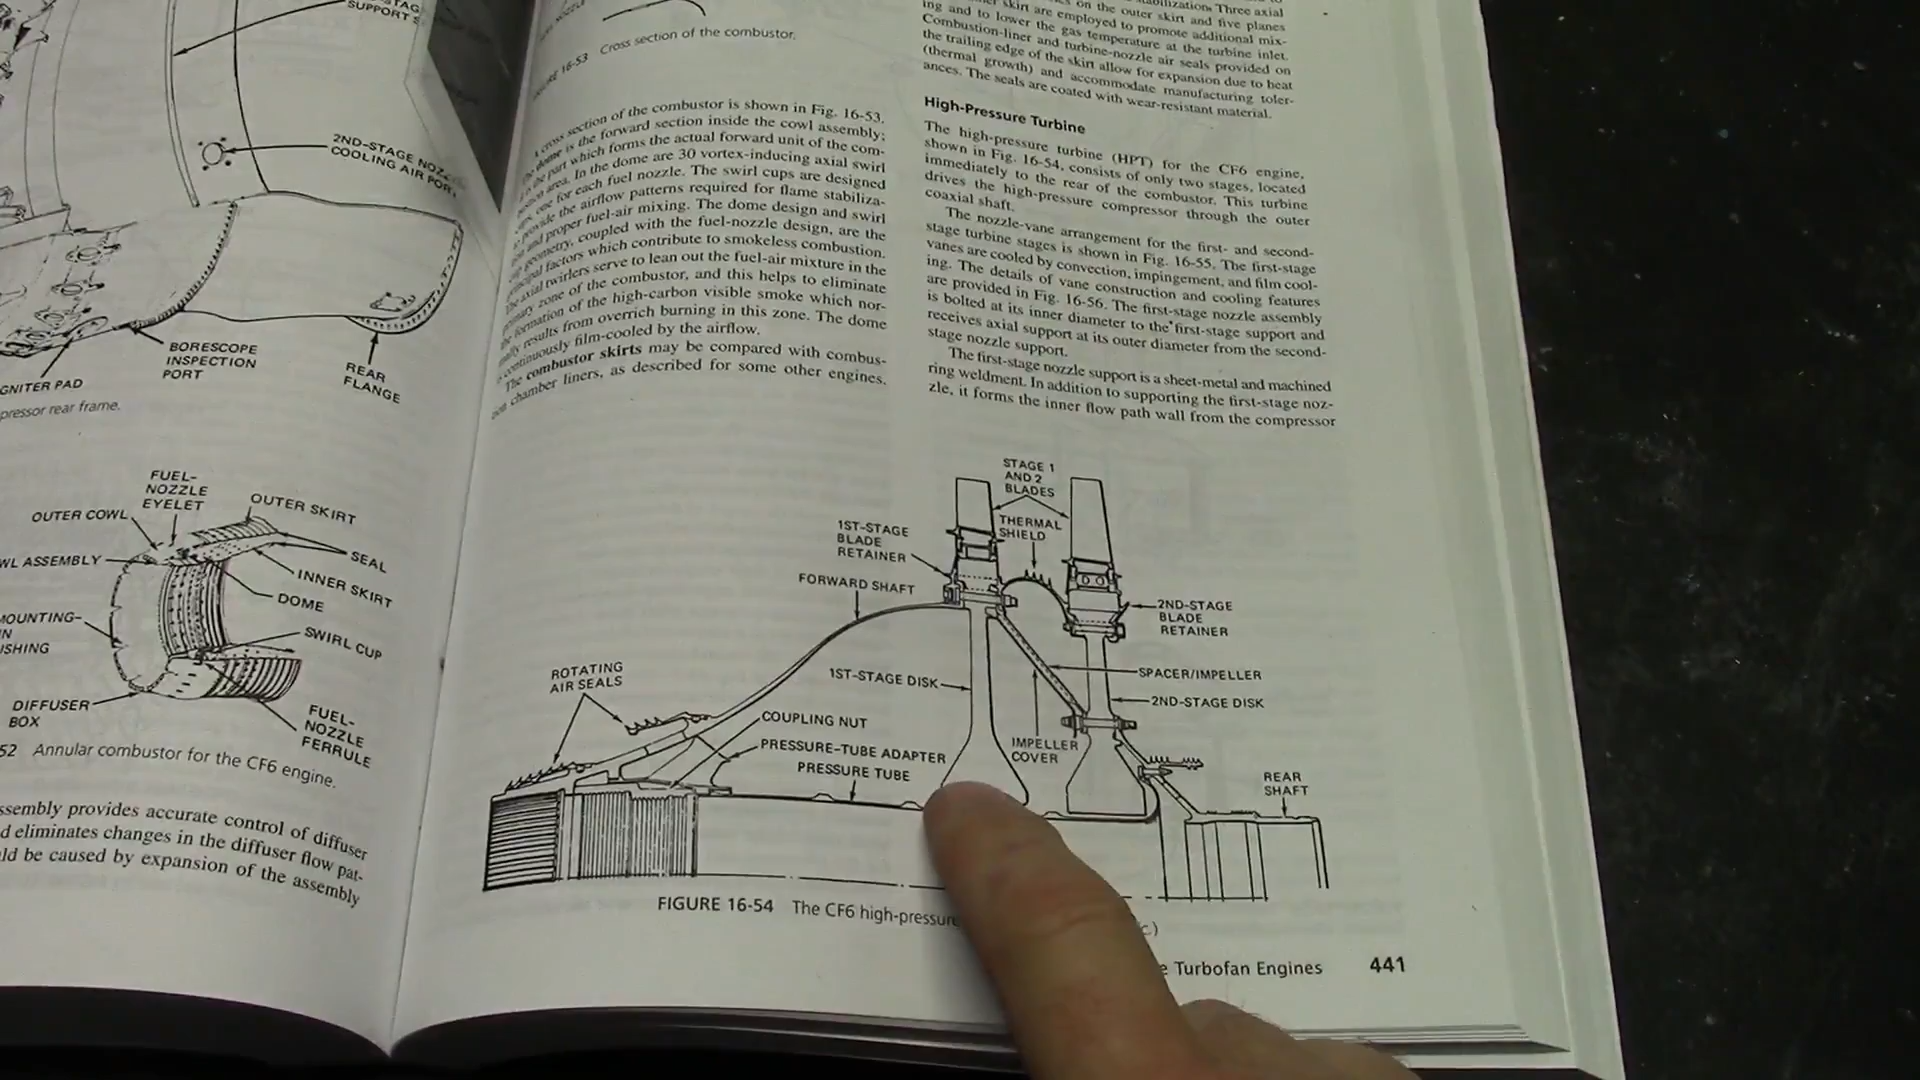 SUPPORT S
2ND-STAGE NOZ
COOLING AIR PORT
BORESCOPE
INSPECTION
PORT
REAR
FLANGE
GNITER PAD
pressor rear frame.
FUEL-
NOZZLE
EYELET
OUTER SKIRT
OUTER COWL
WL ASSEMBLY
SEAL
INNER SKIRT
DOME
MOUNTING-
SWIRL CUP
DIFFUSER
BOX
FUEL-
NOZZLE
FERRULE
52 Annular combustor for the CF6 engine.
ssembly provides accurate control of diffuser
d eliminates changes in the diffuser flow pat-
ld be caused by expansion of the assembly
16-53 Cross section of the combustor.
cross section of the combustor is shown in Fig. 16-53.
dome is the forward section inside the cowl assembly;
the part which forms the actual forward unit of the com-
area. In the dome are 30 vortex-inducing axial swirl
one for each fuel nozzle. The swirl cups are designed
provide the airflow patterns required for flame stabiliza-
and proper fuel-air mixing. The dome design and swirl
geometry, coupled with the fuel-nozzle design, are the
factors which contribute to smokeless combustion.
axial twirlers serve to lean out the fuel-air mixture in the
zone of the combustor, and this helps to eliminate
formation of the high-carbon visible smoke which nor-
results from overrich burning in this zone. The dome
continuously film-cooled by the airflow.
The combustor skirts may be compared with combus-
chamber liners, as described for some other engines.
Three axial
on the outer skirt and five planes
skirt are employed to promote additional mix-
ing and to lower the gas temperature at the turbine inlet.
Combustion-liner and turbine-nozzle air seals provided on
the trailing edge of the skirt allow for expansion due to heat
(thermal growth) and accommodate manufacturing toler-
ances. The seals are coated with wear-resistant material.
High-Pressure Turbine
The high-pressure turbine (HPT) for the CF6 engine,
shown in Fig. 16-54, consists of only two stages, located
immediately to the rear of the combustor. This turbine
drives the high-pressure compressor through the outer
coaxial shaft.
The nozzle-vane arrangement for the first- and second-
stage turbine stages is shown in Fig. 16-55. The first-stage
vanes are cooled by convection, impingement, and film cool-
ing. The details of vane construction and cooling features
are provided in Fig. 16-56. The first-stage nozzle assembly
is bolted at its inner diameter to the first-stage support and
receives axial support at its outer diameter from the second-
stage nozzle support.
The first-stage nozzle support is a sheet-metal and machined
ring weldment. In addition to supporting the first-stage noz-
zle, it forms the inner flow path wall from the compressor
STAGE 1
AND 2
BLADES
1ST-STAGE
BLADE
RETAINER
THERMAL
SHIELD
FORWARD SHAFT
2ND-STAGE
BLADE
RETAINER
ROTATING
AIR SEALS
1ST-STAGE DISK
SPACER/IMPELLER
2ND-STAGE DISK
COUPLING NUT
PRESSURE-TUBE ADAPTER
PRESSURE TUBE
IMPELLER
COVER
REAR
SHAFT
FIGURE 16-54 The CF6 high-pressure
c.)
e Turbofan Engines 441